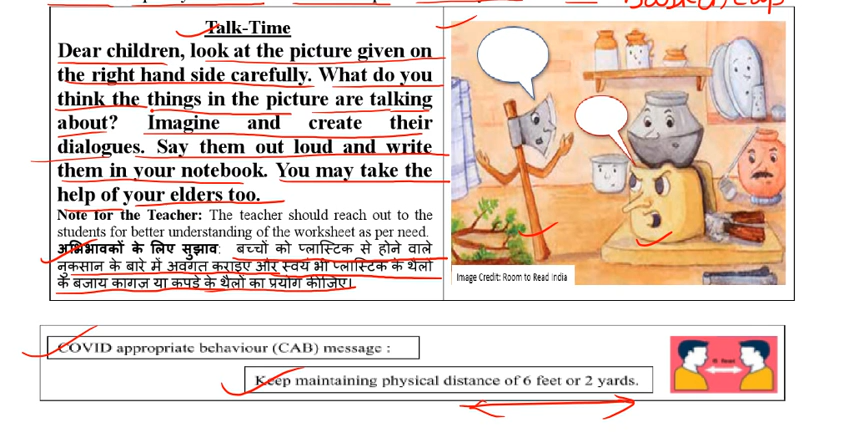 Talk-Time
Dear children, look at the picture given on
the right hand side carefully. What do you
think the things in the picture are talking
about? Imagine and create their
dialogues. Say them out loud and write
them in your notebook. You may take the
help of your elders too.
Note for the Teacher: The teacher should reach out to the
students for better understanding of the worksheet as per need.
अभिभावकों के लिए सुझाव: बच्चों को प्लास्टिक से होने वाले
नुकसान के बारे में अवगत कराइए और स्वयं भी प्लास्टिक के थैलों
के बजाय कागज़ या कपड़े के थैलों का प्रयोग कीजिए।
Image Credit: Room to Read India
COVID appropriate behaviour (CAB) message :
Keep maintaining physical distance of 6 feet or 2 yards.